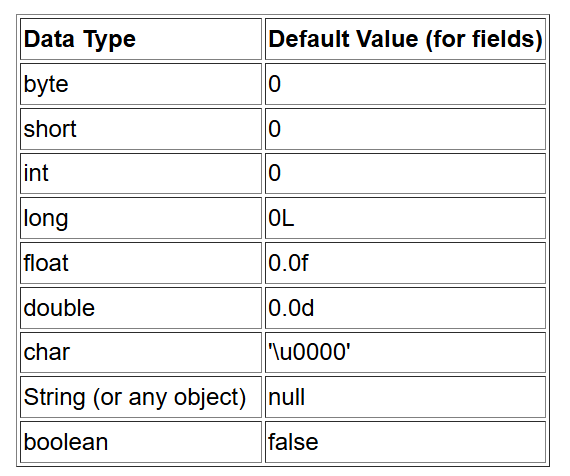 Data Type Default Value (for fields)
byte 0
short 0
int 0
long 0L
float 0.0f
double 0.0d
char '\u0000'
String (or any object) null
boolean false